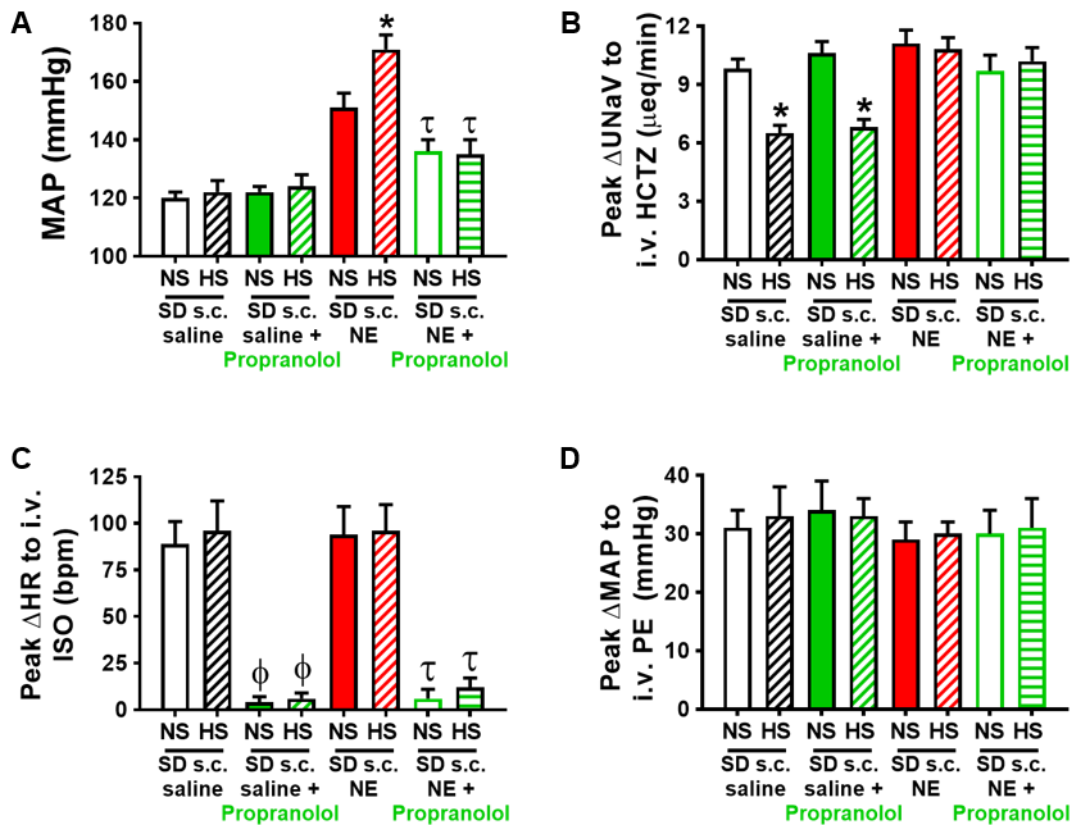 A
MAP (mmHg)
180
160
140
120
100
*
τ τ
NS HS NS HS NS HS NS HS
SD s.c. SD s.c. SD s.c. SD s.c.
saline saline + NE NE +
Propranolol Propranolol
B
Peak ΔUNaV to
i.v. HCTZ (μeq/min)
12
9
6
3
0
* *
NS HS NS HS NS HS NS HS
SD s.c. SD s.c. SD s.c. SD s.c.
saline saline + NE NE +
Propranolol Propranolol
C
Peak ΔHR to i.v.
ISO (bpm)
125
100
75
50
25
0
ϕ ϕ τ τ
NS HS NS HS NS HS NS HS
SD s.c. SD s.c. SD s.c. SD s.c.
saline saline + NE NE +
Propranolol Propranolol
D
Peak ΔMAP to
i.v. PE (mmHg)
40
30
20
10
0
NS HS NS HS NS HS NS HS
SD s.c. SD s.c. SD s.c. SD s.c.
saline saline + NE NE +
Propranolol Propranolol